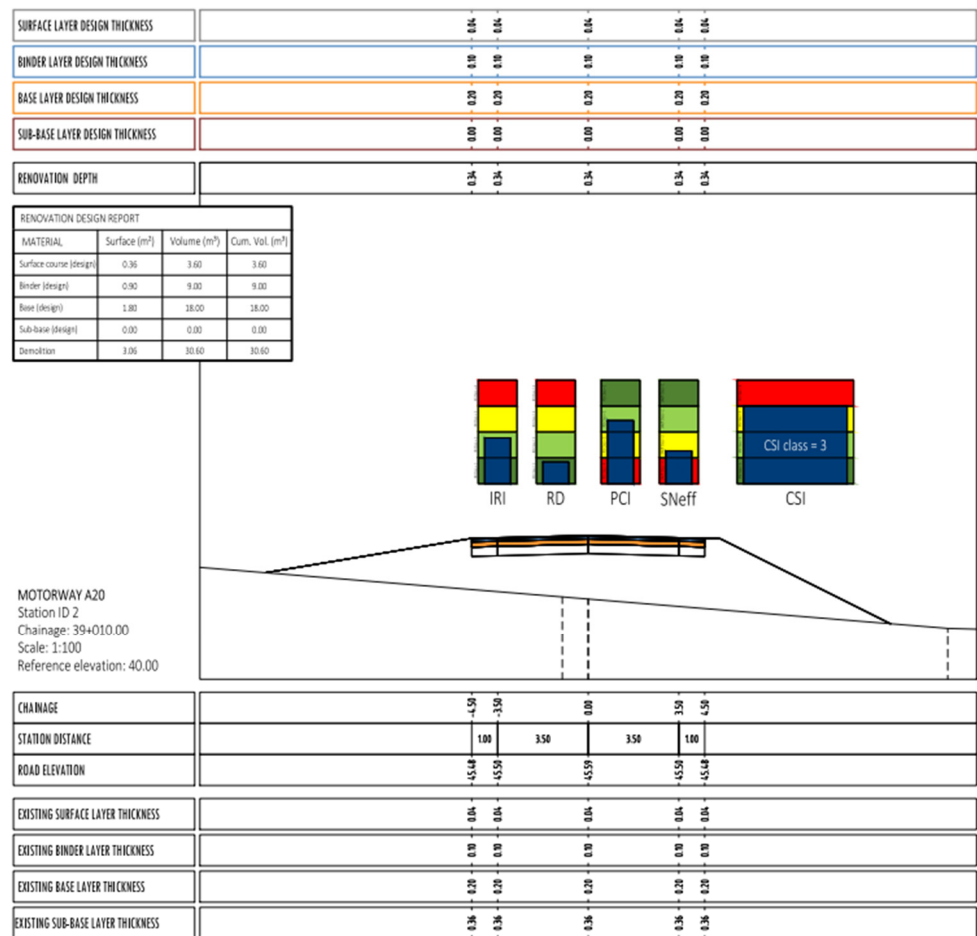 SURFACE LAYER DESIGN THICKNESS 0.04 0.04 0.04 0.04 0.04
BINDER LAYER DESIGN THICKNESS 0.10 0.10 0.10 0.10 0.10
BASE LAYER DESIGN THICKNESS 0.20 0.20 0.20 0.20 0.20
SUB-BASE LAYER DESIGN THICKNESS 0.00 0.00 0.00 0.00 0.00
RENOVATION DEPTH 0.34 0.34 0.34 0.34 0.34
RENOVATION DESIGN REPORT
MATERIAL Surface (m²) Volume (m³) Cum. Vol. (m³)
Surface course (design) 0.36 3.60 3.60
Binder (design) 0.90 9.00 9.00
Base (design) 1.80 18.00 18.00
Sub-base (design) 0.00 0.00 0.00
Demolition 3.06 30.60 30.60
CSI class = 3
IRI RD PCI SNeff CSI
MOTORWAY A20
Station ID 2
Chainage: 39+010.00
Scale: 1:100
Reference elevation: 40.00
CHAINAGE -4.50 -3.50 0.00 3.50 4.50
STATION DISTANCE 1.00 3.50 3.50 1.00
ROAD ELEVATION 45.48 45.50 45.59 45.50 45.48
EXISTING SURFACE LAYER THICKNESS 0.04 0.04 0.04 0.04 0.04
EXISTING BINDER LAYER THICKNESS 0.10 0.10 0.10 0.10 0.10
EXISTING BASE LAYER THICKNESS 0.20 0.20 0.20 0.20 0.20
EXISTING SUB-BASE LAYER THICKNESS 0.36 0.36 0.36 0.36 0.36